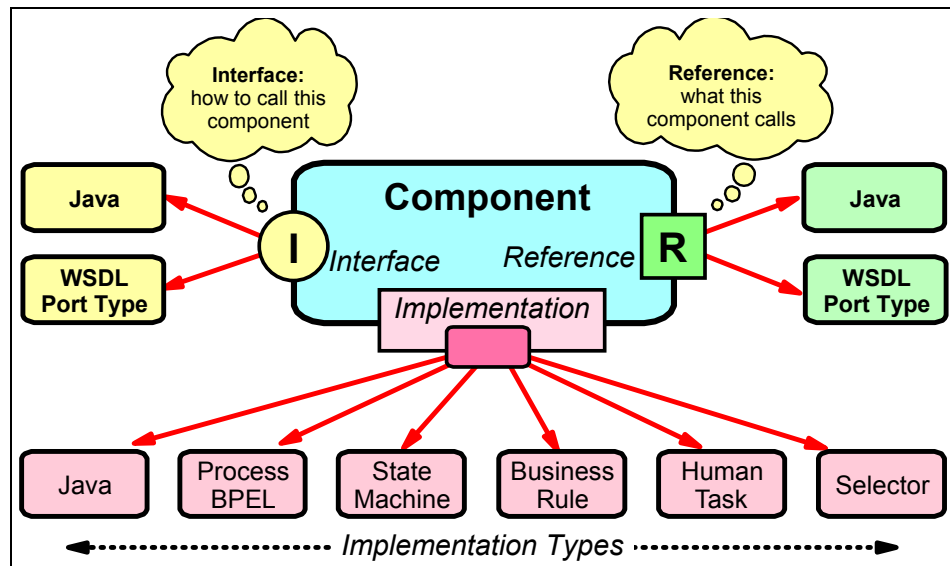 Interface:
how to call this
component
Reference:
what this
component calls
Java
Component
Java
I
Interface
Reference
R
WSDL
Port Type
WSDL
Port Type
Implementation
Java
Process
BPEL
State
Machine
Business
Rule
Human
Task
Selector
Implementation Types